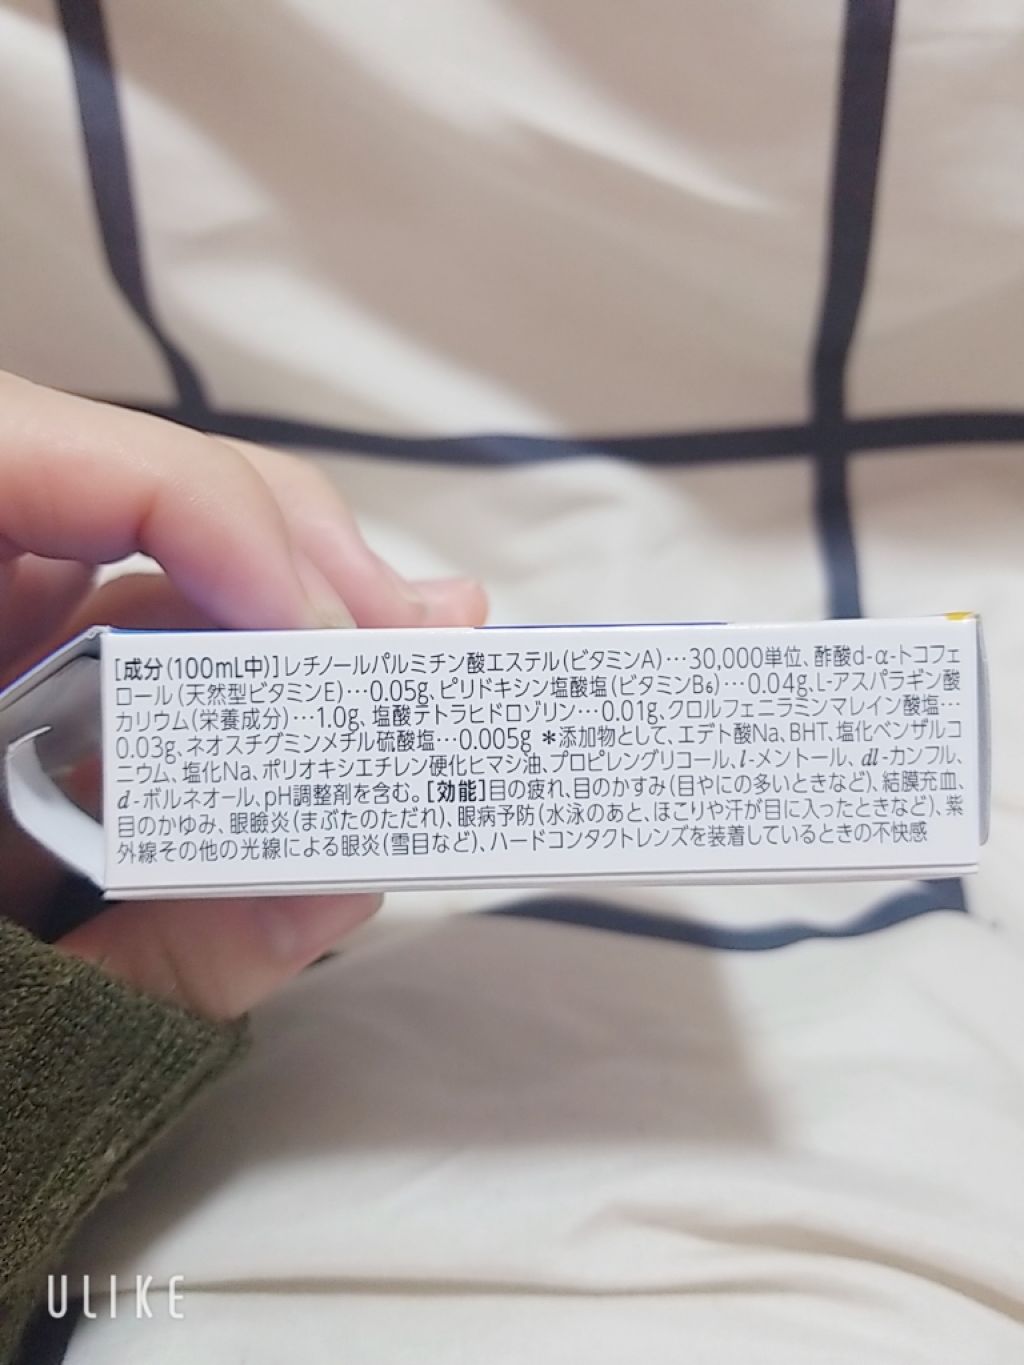 [成分(100mL中)]レチノールパルミチン酸エステル(ビタミンA)…30,000単位、酢酸d-α-トコフェ
ロール(天然型ビタミンE)…0.05g、ピリドキシン塩酸塩(ビタミンB₆)…0.04g、L-アスパラギン酸
カリウム(栄養成分)…1.0g、塩酸テトラヒドロゾリン…0.01g、クロルフェニラミンマレイン酸塩…
0.03g、ネオスチグミンメチル硫酸塩…0.005g *添加物として、エデト酸Na、BHT、塩化ベンザルコ
ニウム、塩化Na、ポリオキシエチレン硬化ヒマシ油、プロピレングリコール、l-メントール、dl-カンフル、
d-ボルネオール、pH調整剤を含む。[効能]目の疲れ、目のかすみ(目やにの多いときなど)、結膜充血、
目のかゆみ、眼瞼炎(まぶたのただれ)、眼病予防(水泳のあと、ほこりや汗が目に入ったときなど)、紫
外線その他の光線による眼炎(雪目など)、ハードコンタクトレンズを装着しているときの不快感
ULIKE